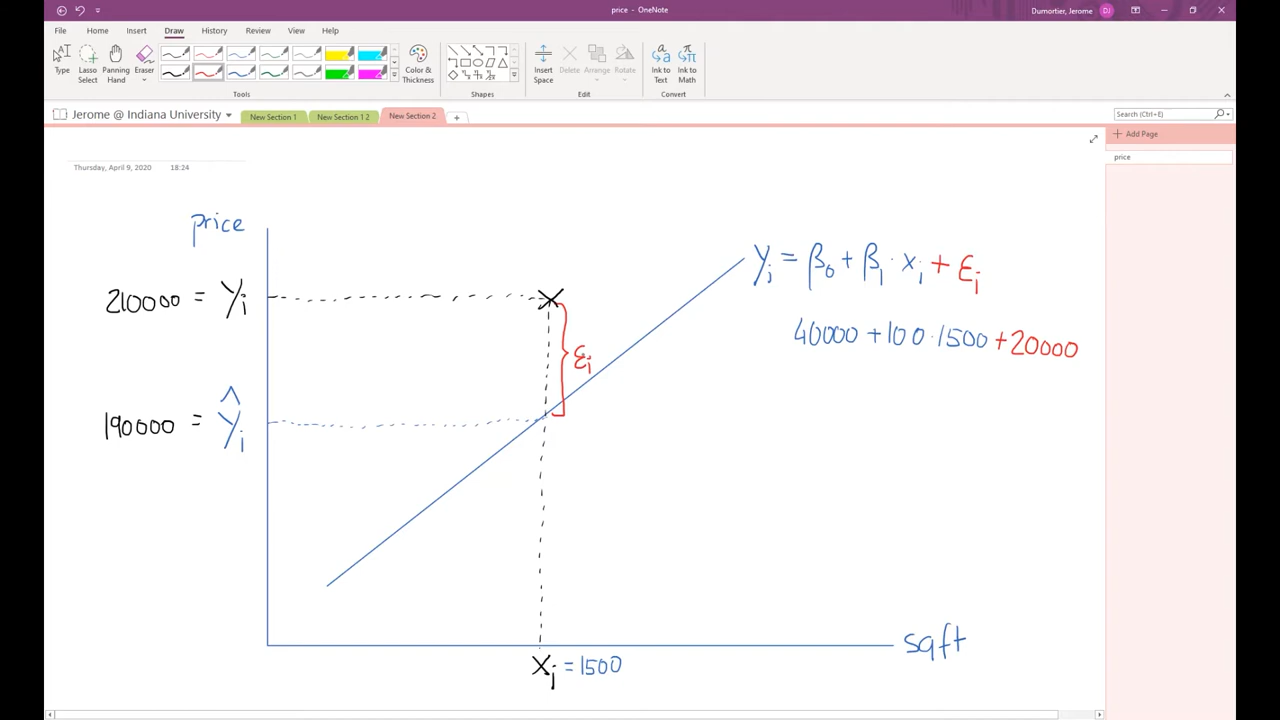 price - OneNote
Dumortier, Jerome DJ
File Home Insert Draw History Review View Help
Type Lasso Select Panning Hand Eraser Color & Thickness Insert Space Delete Arrange Rotate Ink to Text Ink to Math
Tools Shapes Edit Convert
Jerome @ Indiana University New Section 1 New Section 1 2 New Section 2 Search (Ctrl+E)
Add Page
price
Thursday, April 9, 2020 18:24
price
yᵢ = β₀ + β₁ · xᵢ + εᵢ
210000 = yᵢ
40000 + 100 · 1500 + 20000
εᵢ
190000 = ŷᵢ
sqft
xᵢ = 1500